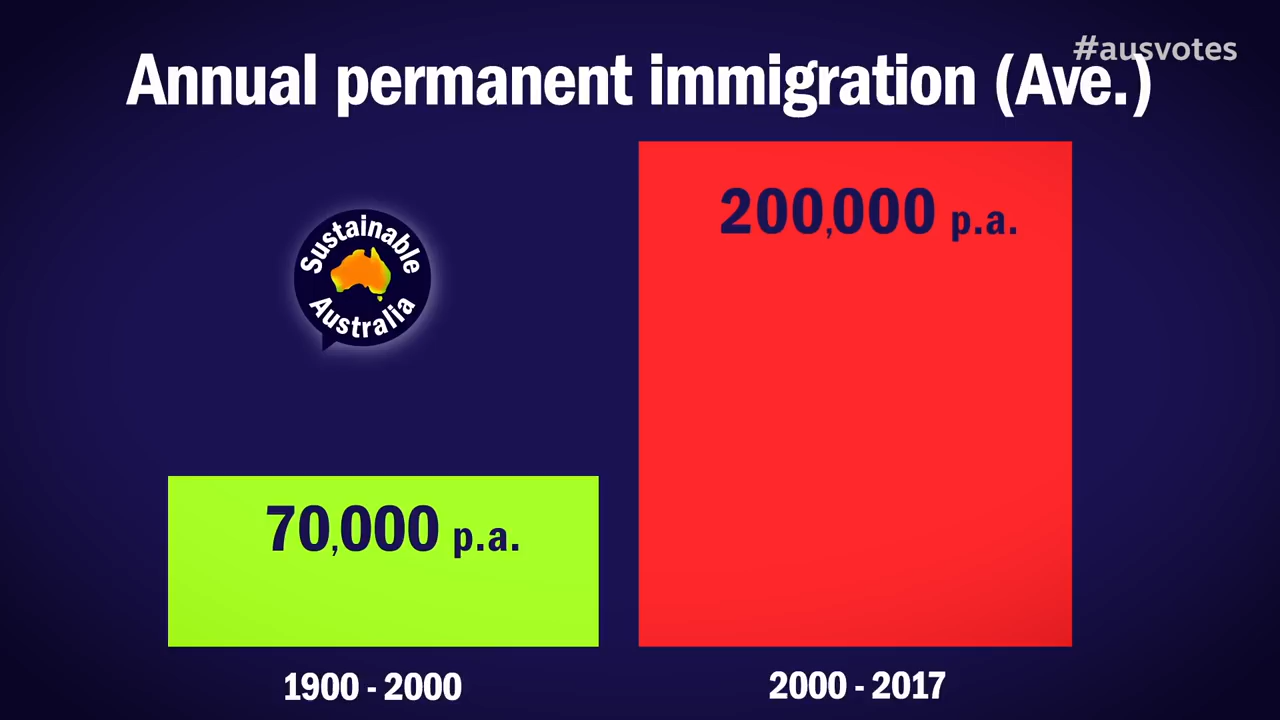 #ausvotes
Annual permanent immigration (Ave.)
200,000 p.a.
Sustainable
Australia
70,000 p.a.
1900 - 2000
2000 - 2017